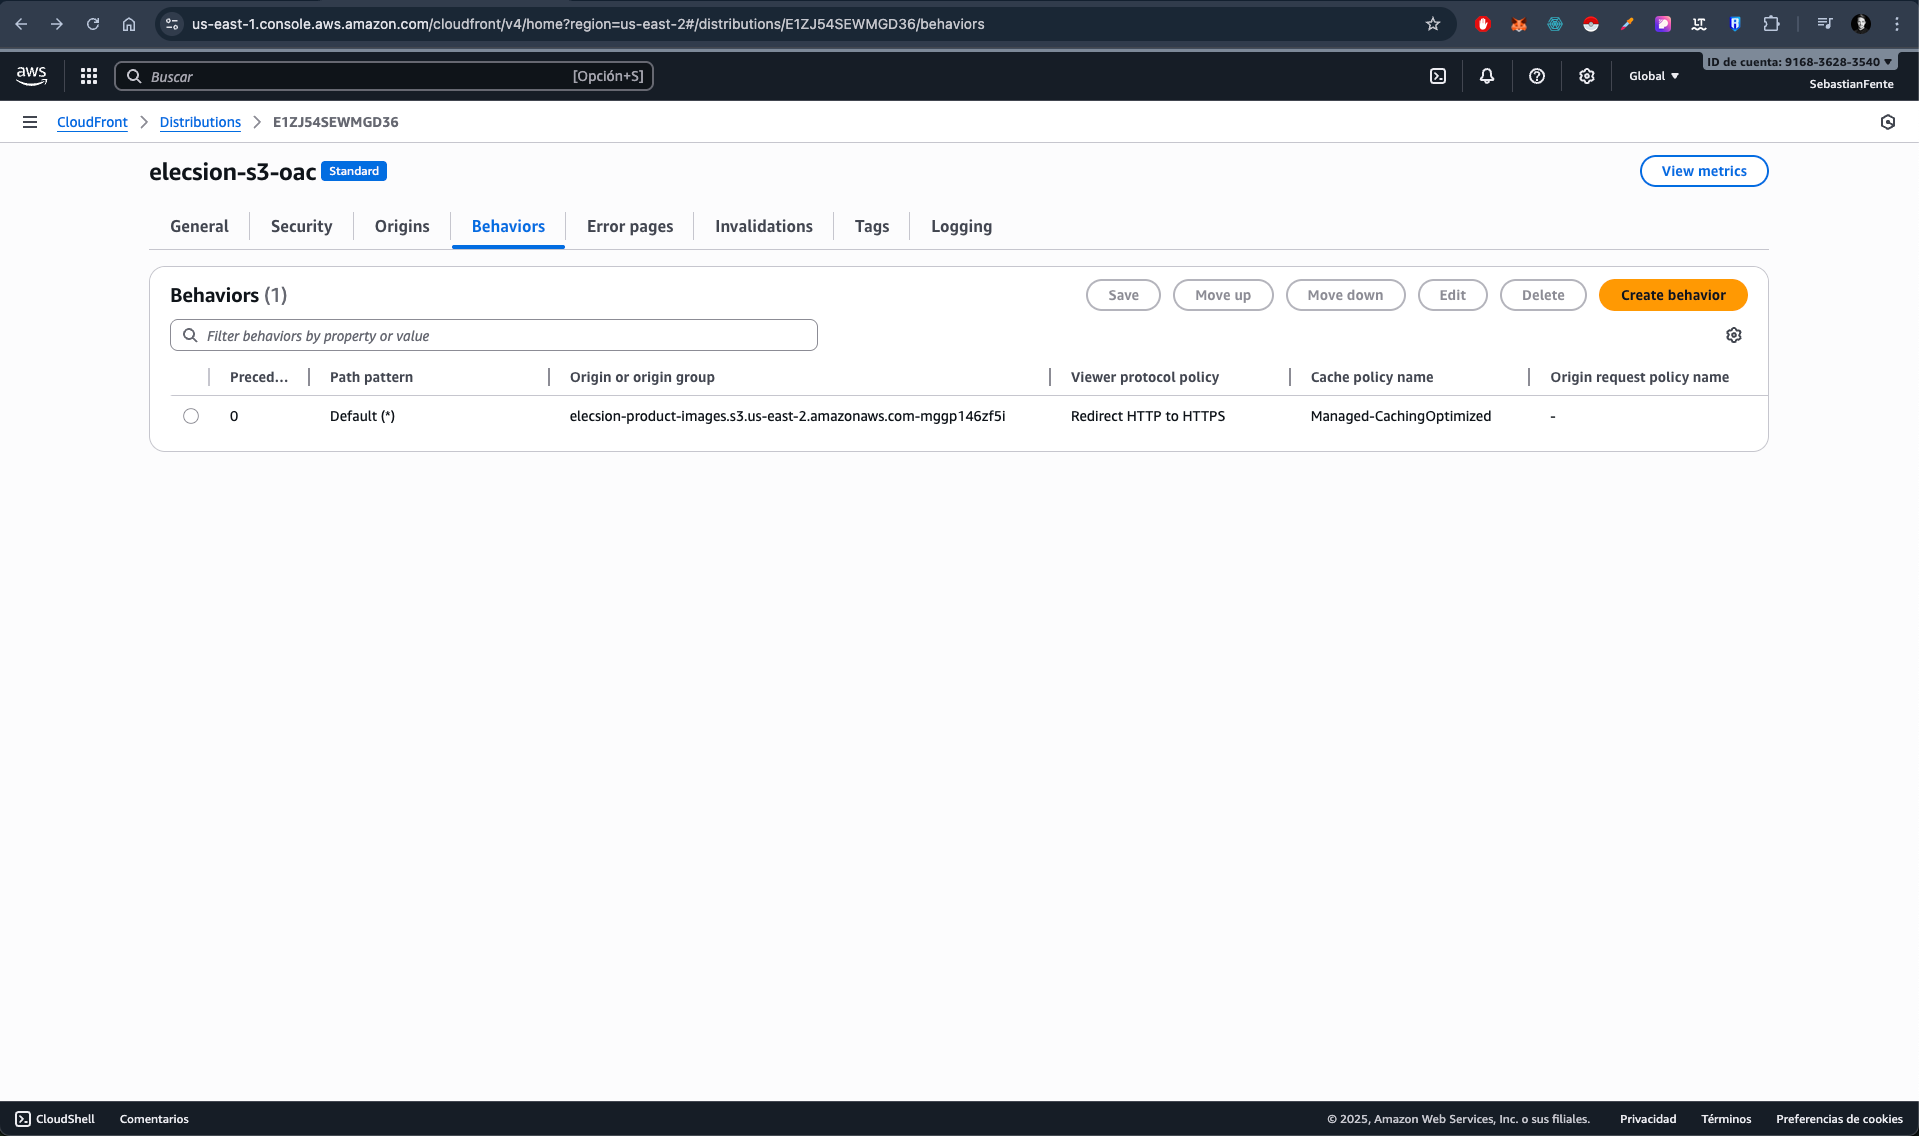 us-east-1.console.aws.amazon.com/cloudfront/v4/home?region=us-east-2#/distributions/E1ZJ54SEWMGD36/behaviors
aws
Buscar [Opción+S]
Global
ID de cuenta: 9168-3628-3540
SebastianFente
CloudFront
Distributions
E1ZJ54SEWMGD36
elecsion-s3-oac Standard
View metrics
General Security Origins Behaviors Error pages Invalidations Tags Logging
Behaviors (1)
Save Move up Move down Edit Delete Create behavior
Filter behaviors by property or value
Preced... Path pattern Origin or origin group Viewer protocol policy Cache policy name Origin request policy name
0 Default (*) elecsion-product-images.s3.us-east-2.amazonaws.com-mggp146zf5i Redirect HTTP to HTTPS Managed-CachingOptimized -
CloudShell Comentarios © 2025, Amazon Web Services, Inc. o sus filiales. Privacidad Términos Preferencias de cookies